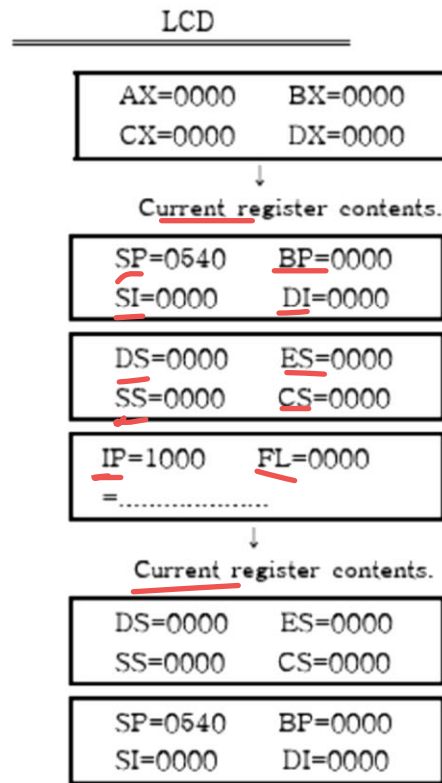 LCD
AX=0000 BX=0000
CX=0000 DX=0000
↓
Current register contents.
SP=0540 BP=0000
SI=0000 DI=0000
DS=0000 ES=0000
SS=0000 CS=0000
IP=1000 FL=0000
=....................
↓
Current register contents.
DS=0000 ES=0000
SS=0000 CS=0000
SP=0540 BP=0000
SI=0000 DI=0000